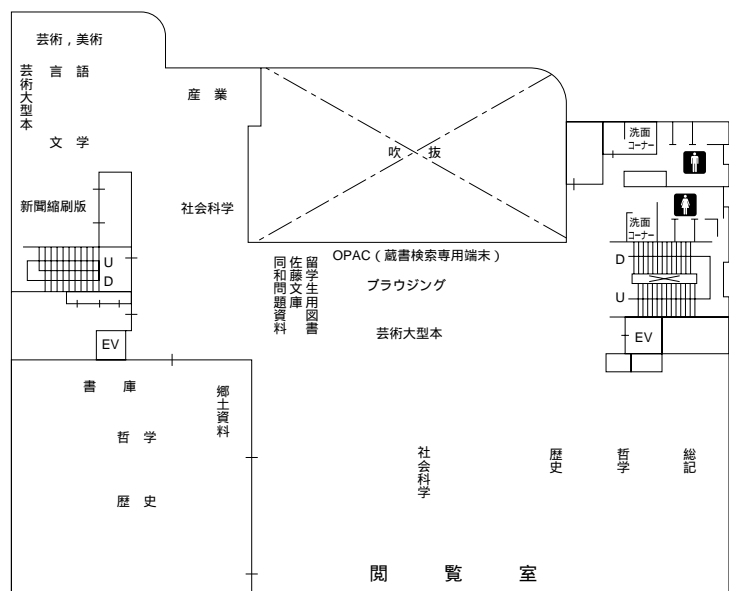 芸術，美術
芸術大型本
言語
産業
文学
吹抜
洗面
コーナー
新聞縮刷版
社会科学
洗面
コーナー
OPAC（蔵書検索専用端末）
ブラウジング
留学生用図書
佐藤文庫
同和問題資料
U
D
D
U
芸術大型本
EV
EV
書庫
郷土資料
哲学
歴史
社会科学
歴史
哲学
総記
閲覧室